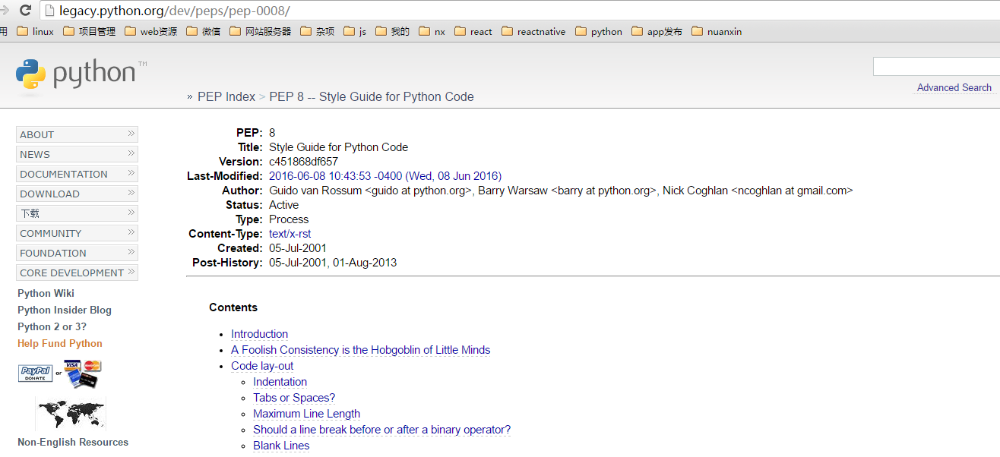 legacy.python.org/dev/peps/pep-0008/
用 linux 项目管理 web资源 微信 网站服务器 杂项 js 我的 nx react reactnative python app发布 nuanxin
python TM
» PEP Index > PEP 8 -- Style Guide for Python Code
Advanced Search
ABOUT »
NEWS »
DOCUMENTATION »
DOWNLOAD »
下载 »
COMMUNITY »
FOUNDATION »
CORE DEVELOPMENT »
Python Wiki
Python Insider Blog
Python 2 or 3?
Help Fund Python
PayPal DONATE or VISA MasterCard
Non-English Resources
PEP: 8
Title: Style Guide for Python Code
Version: c451868df657
Last-Modified: 2016-06-08 10:43:53 -0400 (Wed, 08 Jun 2016)
Author: Guido van Rossum <guido at python.org>, Barry Warsaw <barry at python.org>, Nick Coghlan <ncoghlan at gmail.com>
Status: Active
Type: Process
Content-Type: text/x-rst
Created: 05-Jul-2001
Post-History: 05-Jul-2001, 01-Aug-2013
Contents
• Introduction
• A Foolish Consistency is the Hobgoblin of Little Minds
• Code lay-out
◦ Indentation
◦ Tabs or Spaces?
◦ Maximum Line Length
◦ Should a line break before or after a binary operator?
◦ Blank Lines